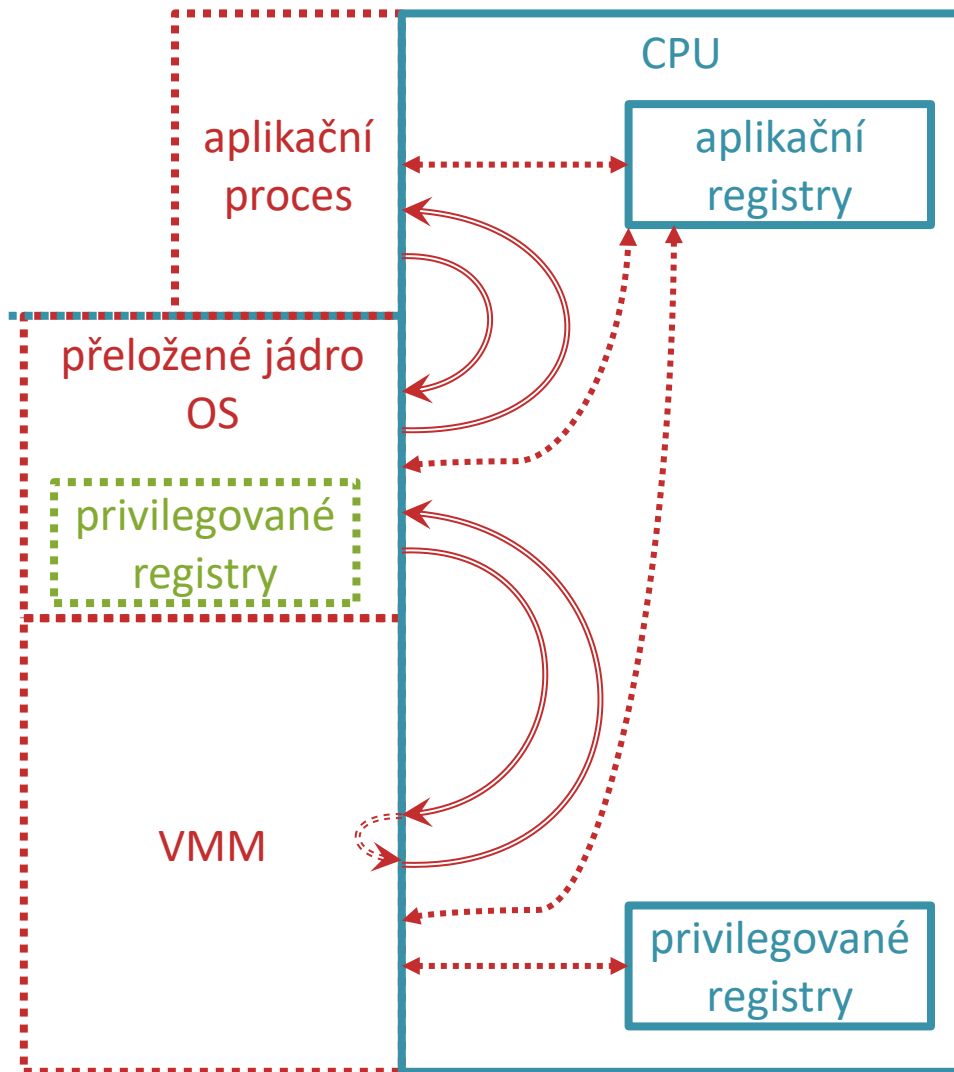 CPU
aplikační
proces
aplikační
registry
přeložené jádro
OS
privilegované
registry
VMM
privilegované
registry